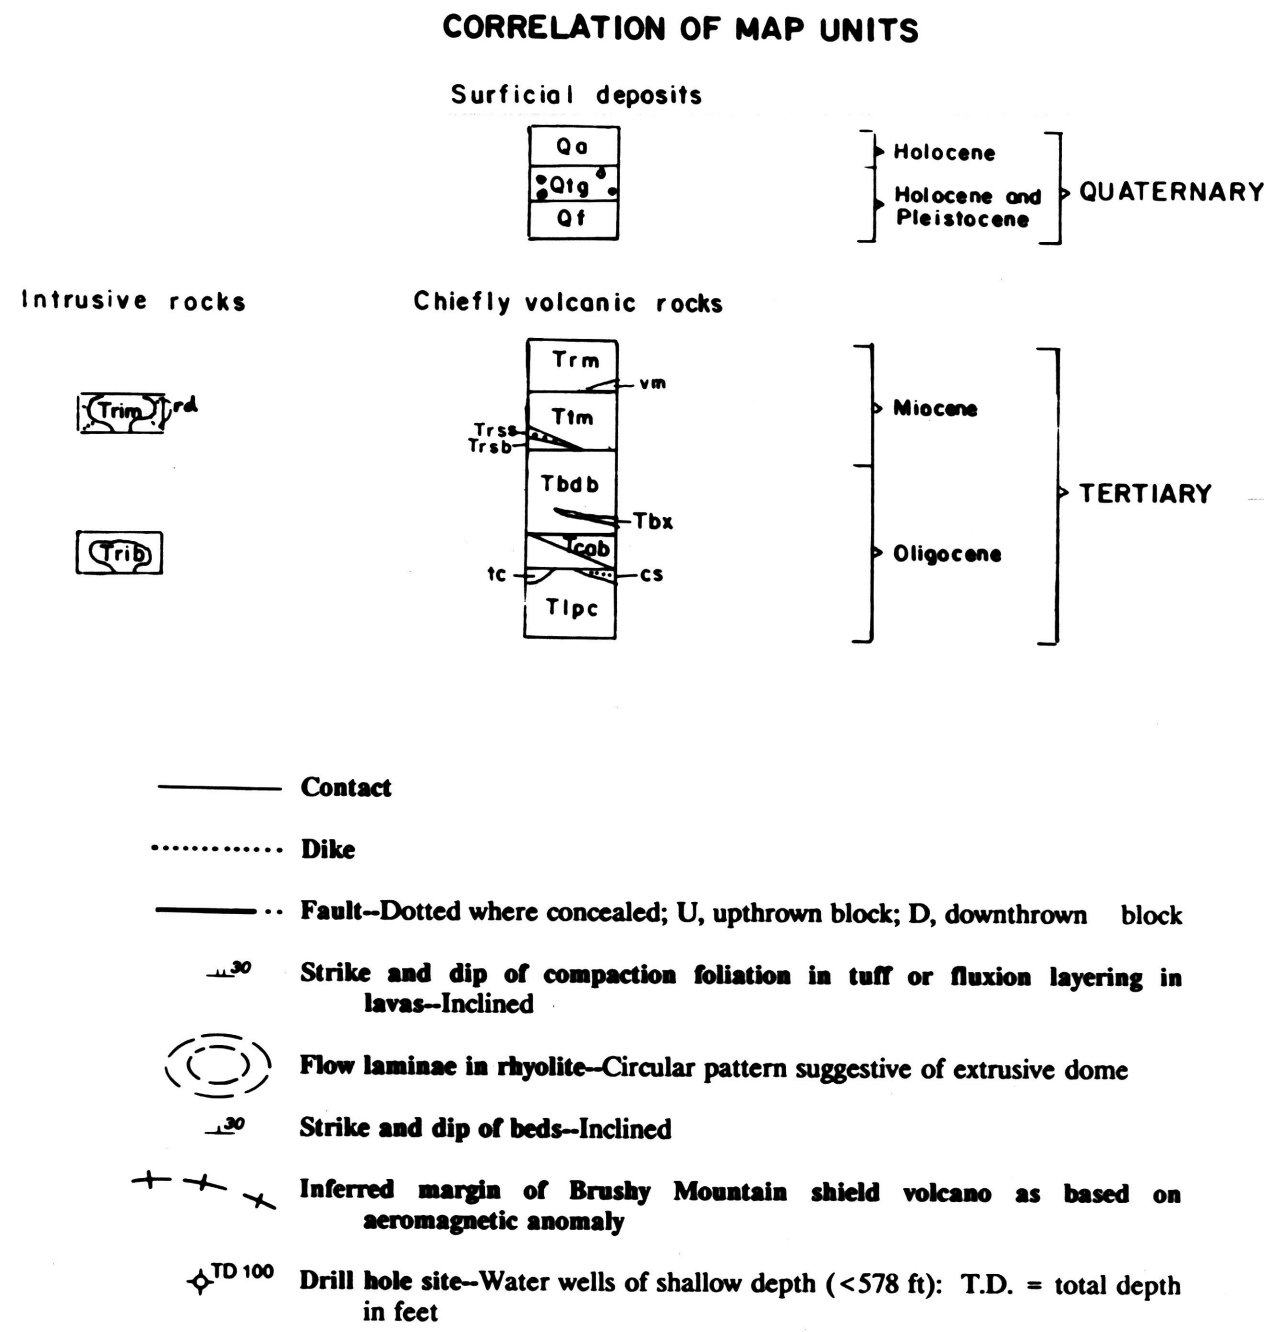 CORRELATION OF MAP UNITS
Surficial deposits
Qa
Holocene
Qtg
Holocene and
Pleistocene
QUATERNARY
Qf
Intrusive rocks
Chiefly volcanic rocks
Trm
vm
Trim
rd
Ttm
Miocene
Trss
Trsb
Tbdb
TERTIARY
Tbx
Trib
Tcab
Oligocene
tc
cs
Tlpc
Contact
Dike
Fault--Dotted where concealed; U, upthrown block; D, downthrown block
30
Strike and dip of compaction foliation in tuff or fluxion layering in
lavas--Inclined
Flow laminae in rhyolite--Circular pattern suggestive of extrusive dome
30
Strike and dip of beds--Inclined
Inferred margin of Brushy Mountain shield volcano as based on
aeromagnetic anomaly
TD 100
Drill hole site--Water wells of shallow depth (<578 ft): T.D. = total depth
in feet